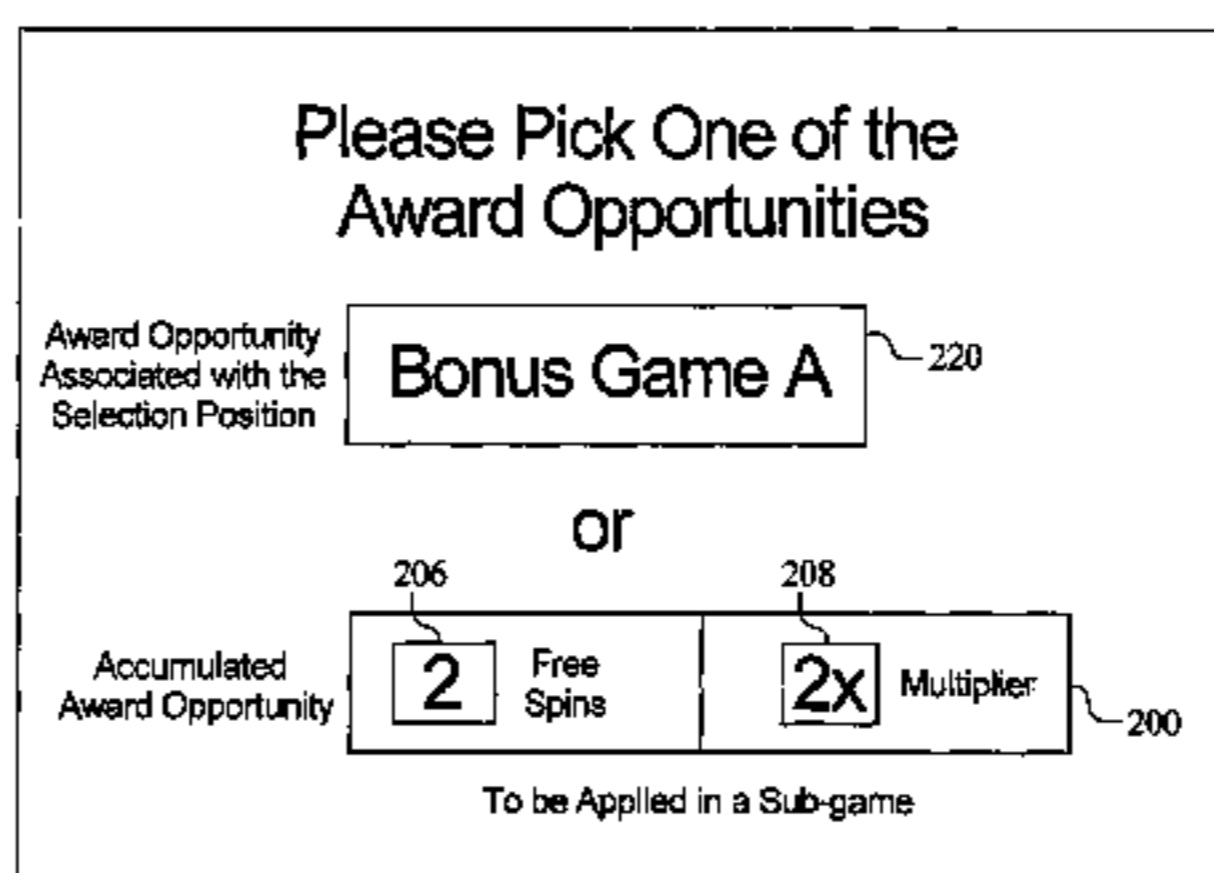 Please Pick One of the
Award Opportunities
Award Opportunity
Associated with the
Selection Position
Bonus Game A
220
or
206
208
Accumulated
Award Opportunity
2
Free
Spins
2x
Multiplier
200
To be Applied in a Sub-game